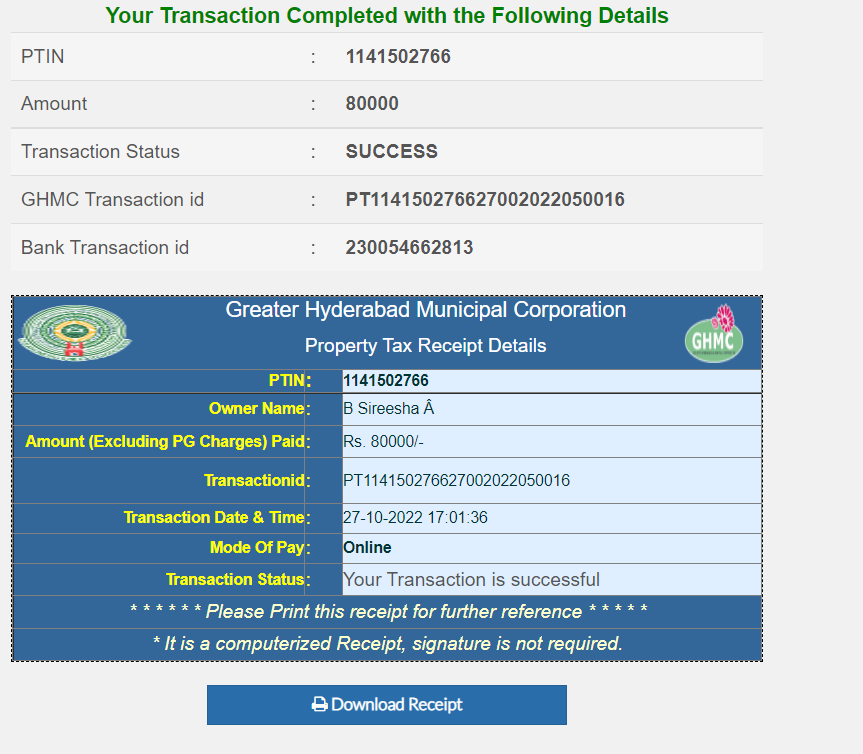 Your Transaction Completed with the Following Details
PTIN : 1141502766
Amount : 80000
Transaction Status : SUCCESS
GHMC Transaction id : PT114150276627002022050016
Bank Transaction id : 230054662813
Greater Hyderabad Municipal Corporation
Property Tax Receipt Details
GHMC
PTIN: 1141502766
Owner Name: B Sireesha Â
Amount (Excluding PG Charges) Paid: Rs. 80000/-
Transactionid: PT114150276627002022050016
Transaction Date & Time: 27-10-2022 17:01:36
Mode Of Pay: Online
Transaction Status: Your Transaction is successful
* * * * * * Please Print this receipt for further reference * * * * *
* It is a computerized Receipt, signature is not required.
Download Receipt